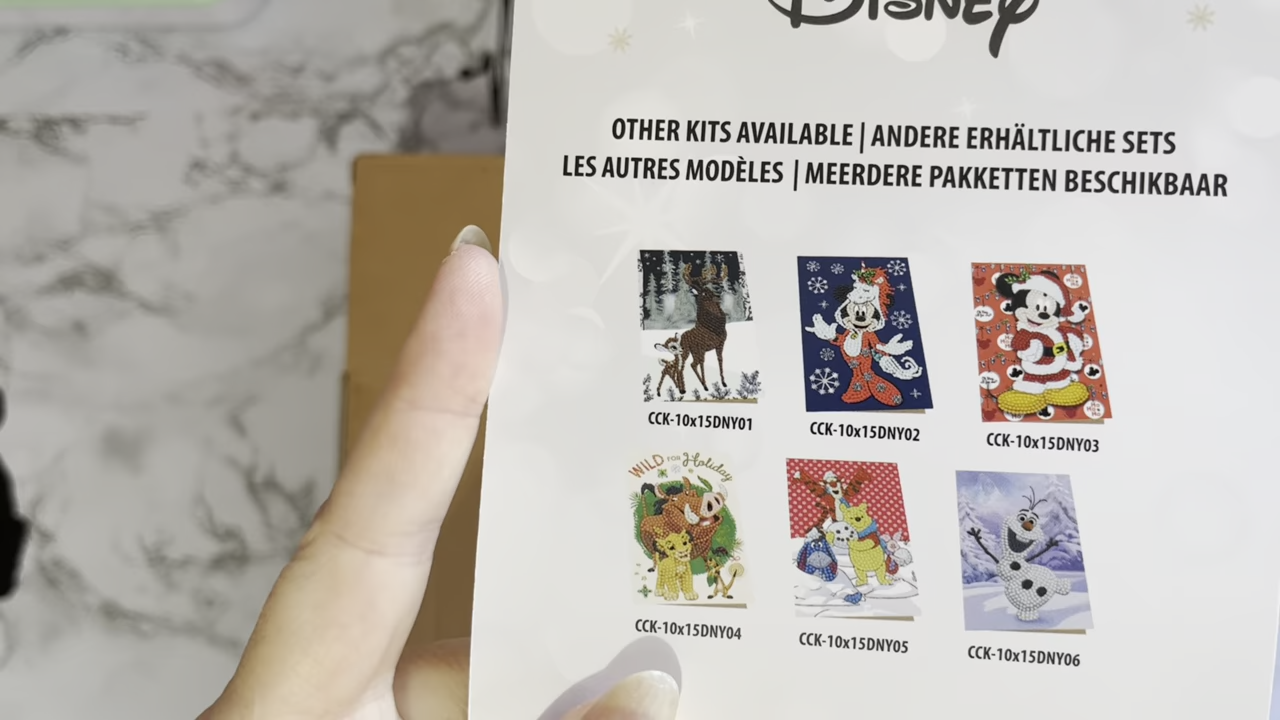 DISNEY
OTHER KITS AVAILABLE | ANDERE ERHÄLTLICHE SETS
LES AUTRES MODÈLES | MEERDERE PAKKETTEN BESCHIKBAAR
CCK-10x15DNY01
CCK-10x15DNY02
CCK-10x15DNY03
WILD FOR Holiday
CCK-10x15DNY04
CCK-10x15DNY05
CCK-10x15DNY06